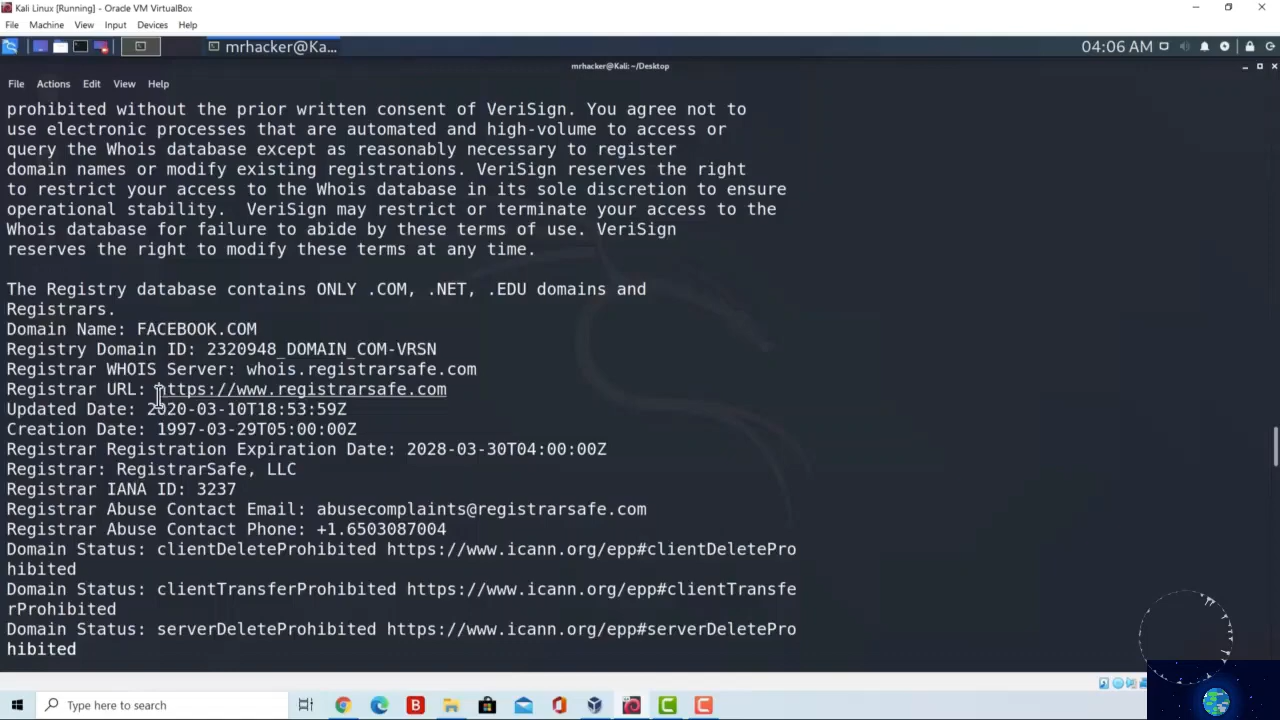 Kali Linux [Running] - Oracle VM VirtualBox
File Machine View Input Devices Help
mrhacker@Ka...
04:06 AM
mrhacker@Kali: ~/Desktop
File Actions Edit View Help
prohibited without the prior written consent of VeriSign. You agree not to
use electronic processes that are automated and high-volume to access or
query the Whois database except as reasonably necessary to register
domain names or modify existing registrations. VeriSign reserves the right
to restrict your access to the Whois database in its sole discretion to ensure
operational stability.  VeriSign may restrict or terminate your access to the
Whois database for failure to abide by these terms of use. VeriSign
reserves the right to modify these terms at any time.
The Registry database contains ONLY .COM, .NET, .EDU domains and
Registrars.
Domain Name: FACEBOOK.COM
Registry Domain ID: 2320948_DOMAIN_COM-VRSN
Registrar WHOIS Server: whois.registrarsafe.com
Registrar URL: https://www.registrarsafe.com
Updated Date: 2020-03-10T18:53:59Z
Creation Date: 1997-03-29T05:00:00Z
Registrar Registration Expiration Date: 2028-03-30T04:00:00Z
Registrar: RegistrarSafe, LLC
Registrar IANA ID: 3237
Registrar Abuse Contact Email: abusecomplaints@registrarsafe.com
Registrar Abuse Contact Phone: +1.6503087004
Domain Status: clientDeleteProhibited https://www.icann.org/epp#clientDeletePro
hibited
Domain Status: clientTransferProhibited https://www.icann.org/epp#clientTransfe
rProhibited
Domain Status: serverDeleteProhibited https://www.icann.org/epp#serverDeletePro
hibited
Type here to search
B